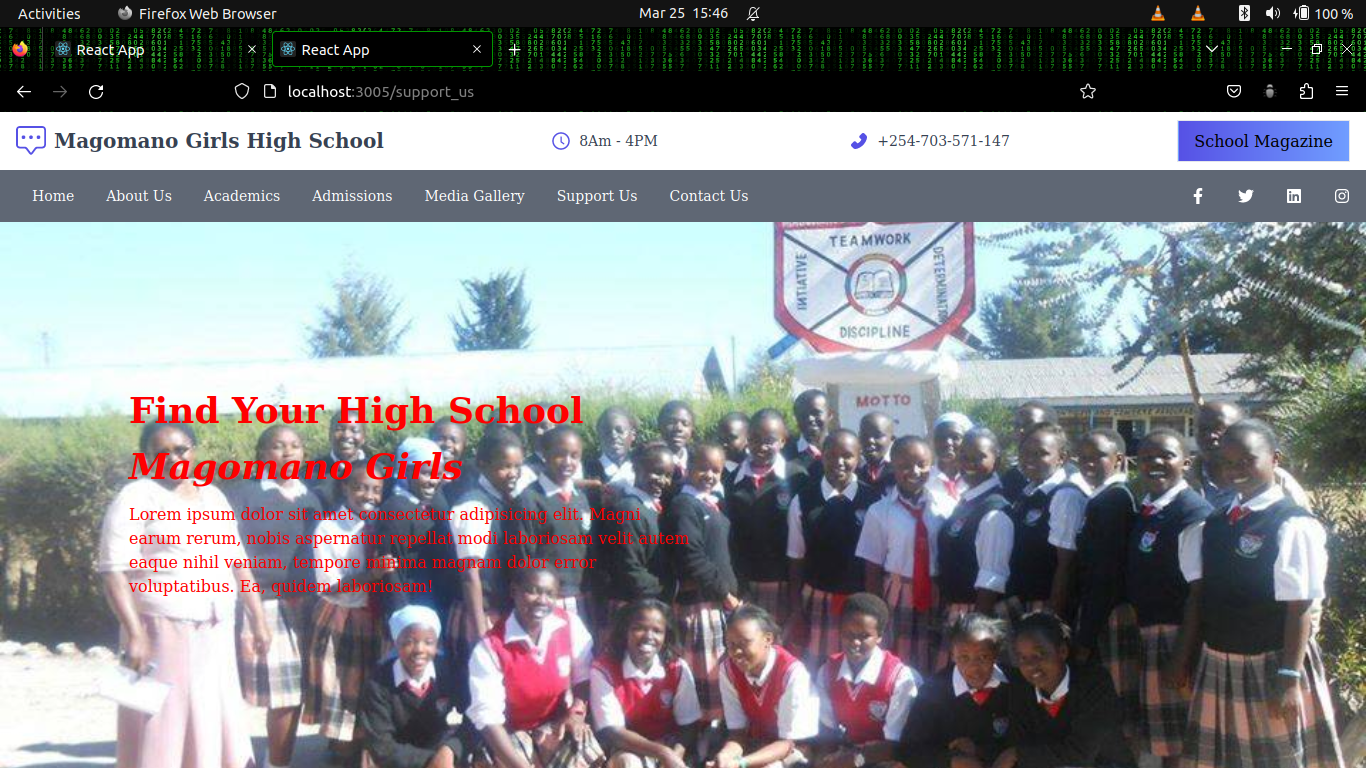 Activities
Firefox Web Browser
Mar 25 15:46
100 %
React App
React App
localhost:3005/support_us
Magomano Girls High School
8Am - 4PM
+254-703-571-147
School Magazine
Home
About Us
Academics
Admissions
Media Gallery
Support Us
Contact Us
TEAMWORK
INTIATIVE
DISCIPLINE
MOTTO
Find Your High School
Magomano Girls
Lorem ipsum dolor sit amet consectetur adipisicing elit. Magni
earum rerum, nobis aspernatur repellat modi laboriosam velit autem
eaque nihil veniam, tempore minima magnam dolor error
voluptatibus. Ea, quidem laboriosam!